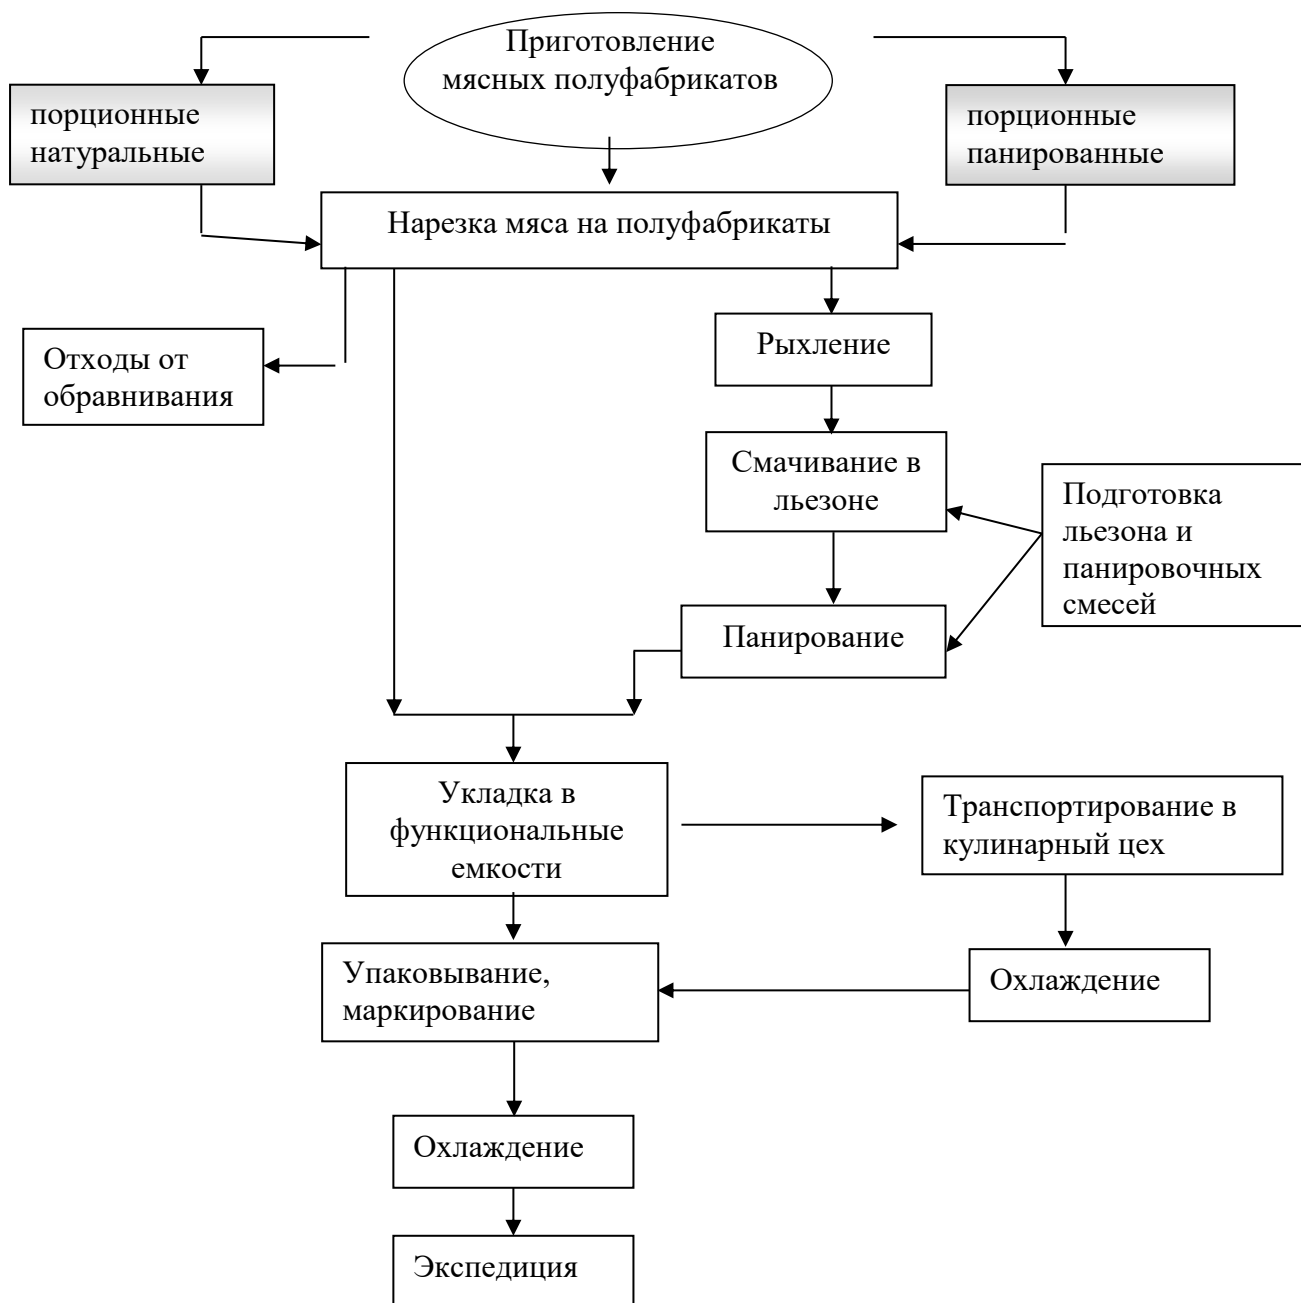 Приготовление
мясных полуфабрикатов
порционные
натуральные
порционные
панированные
Нарезка мяса на полуфабрикаты
Отходы от
обравнивания
Рыхление
Смачивание в
льезоне
Подготовка
льезона и
панировочных
смесей
Панирование
Укладка в
функциональные
емкости
Транспортирование в
кулинарный цех
Упаковывание,
маркирование
Охлаждение
Охлаждение
Экспедиция